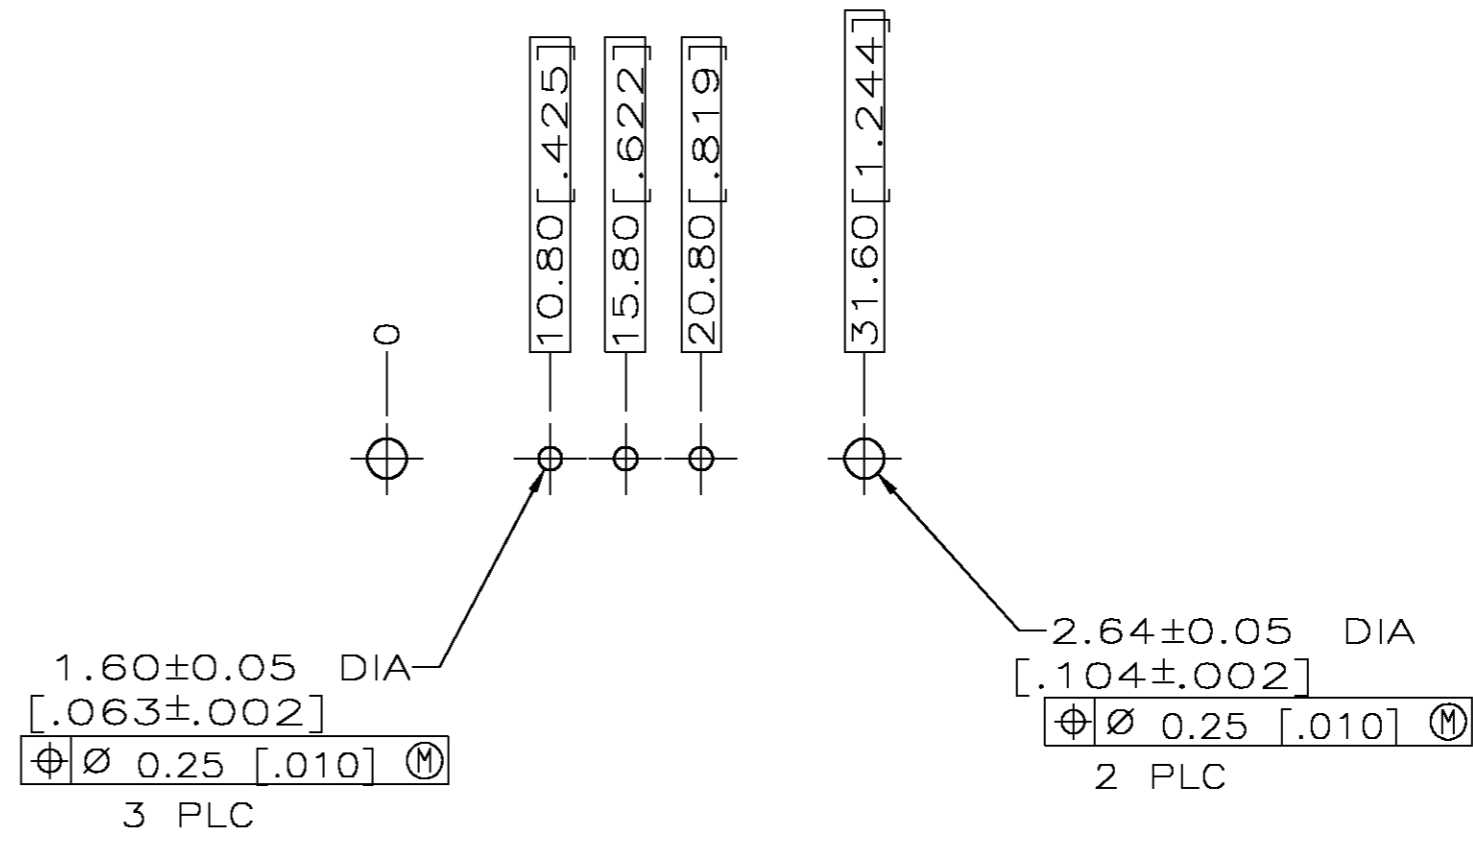 10.80[.425]
15.80[.622]
20.80[.819]
31.60[1.244]
0
2.64±0.05 DIA
[.104±.002]
⌖ Ø 0.25 [.010] Ⓜ
2 PLC
1.60±0.05 DIA
[.063±.002]
⌖ Ø 0.25 [.010] Ⓜ
3 PLC